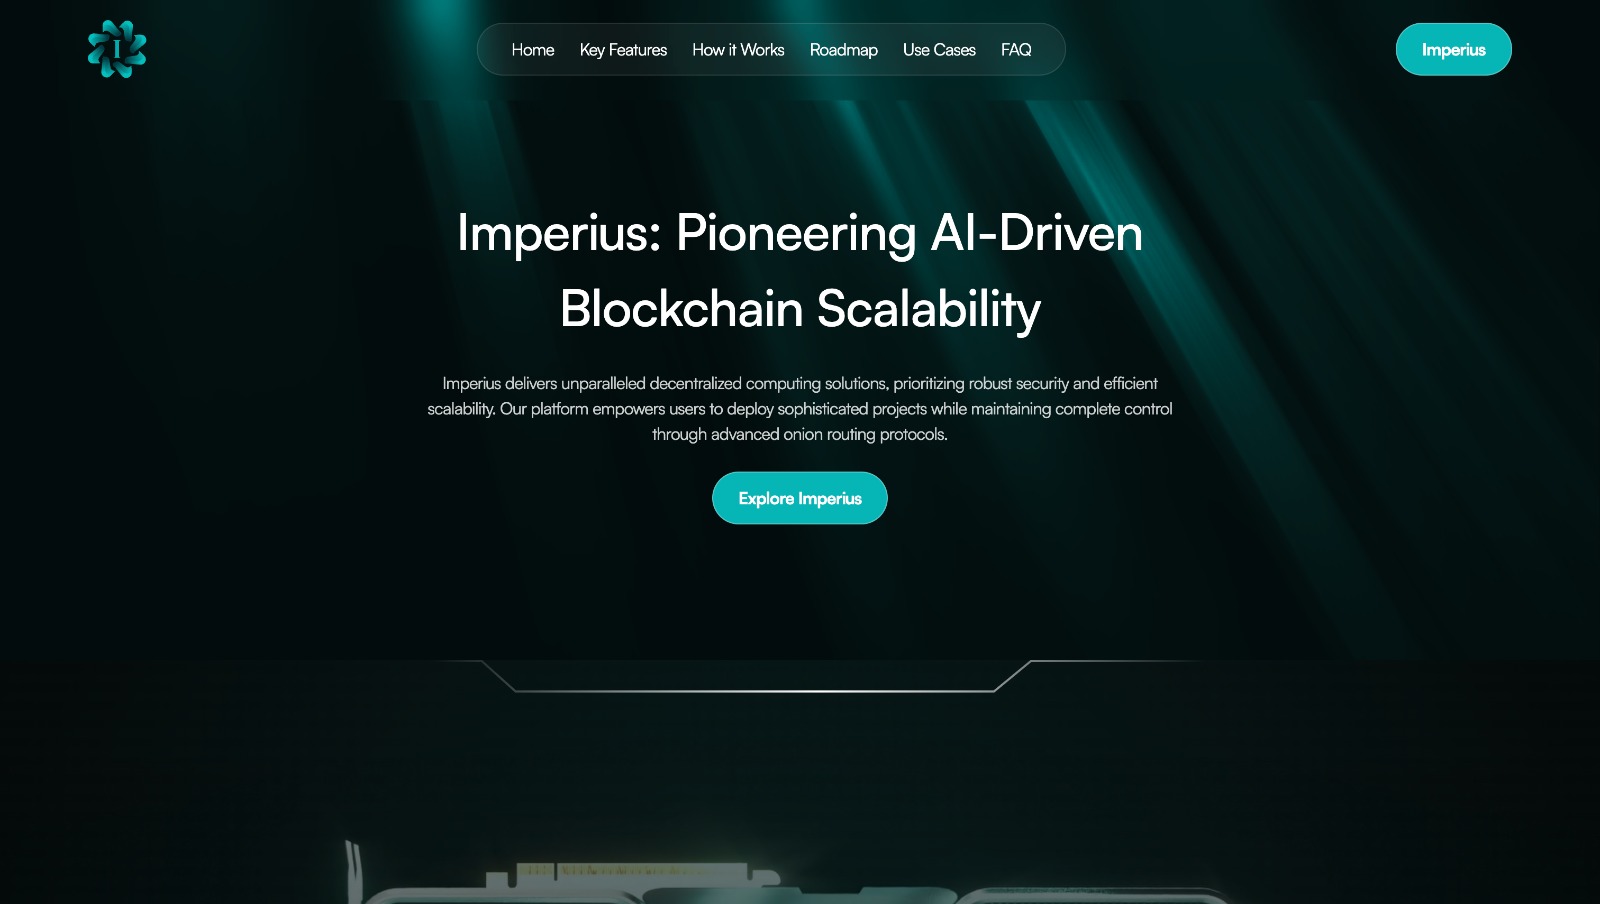 I
Home Key Features How it Works Roadmap Use Cases FAQ
Imperius
Imperius: Pioneering AI-Driven
Blockchain Scalability
Imperius delivers unparalleled decentralized computing solutions, prioritizing robust security and efficient
scalability. Our platform empowers users to deploy sophisticated projects while maintaining complete control
through advanced onion routing protocols.
Explore Imperius